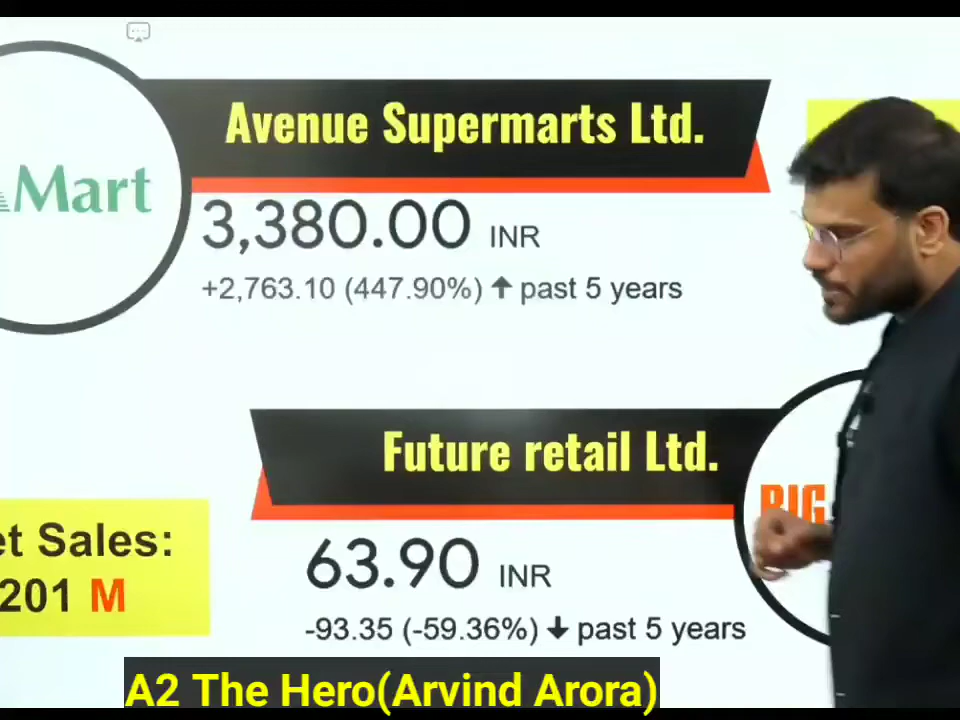 Avenue Supermarts Ltd.
Mart
3,380.00 INR
+2,763.10 (447.90%) ↑ past 5 years
Future retail Ltd.
BIG
et Sales:
201 M
63.90 INR
-93.35 (-59.36%) ↓ past 5 years
A2 The Hero(Arvind Arora)